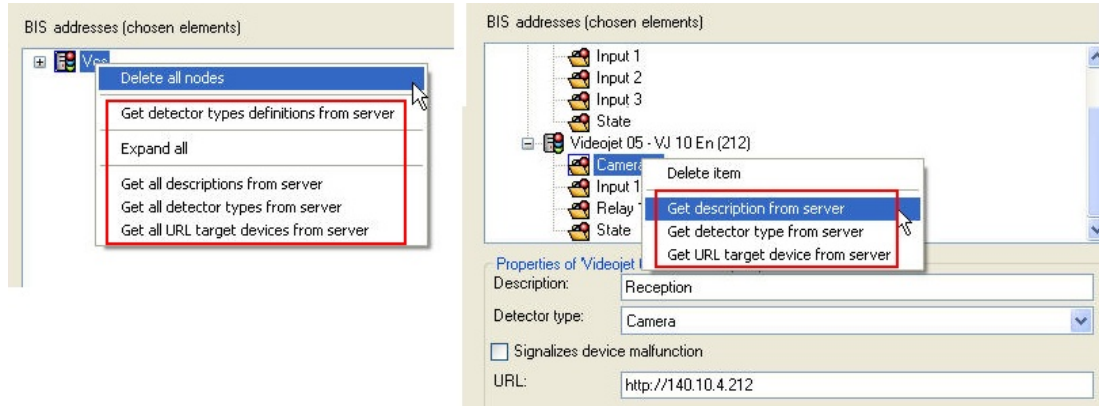 BIS addresses (chosen elements)
Delete all nodes
Get detector types definitions from server
Expand all
Get all descriptions from server
Get all detector types from server
Get all URL target devices from server
BIS addresses (chosen elements)
Input 1
Input 2
Input 3
State
Videojet 05 - VJ 10 En (212)
Camera
Delete item
Input 1
Get description from server
Relay
State
Get detector type from server
Get URL target device from server
Properties of 'Videojet
Description:
Reception
Detector type:
Camera
Signalizes device malfunction
URL:
http://140.10.4.212